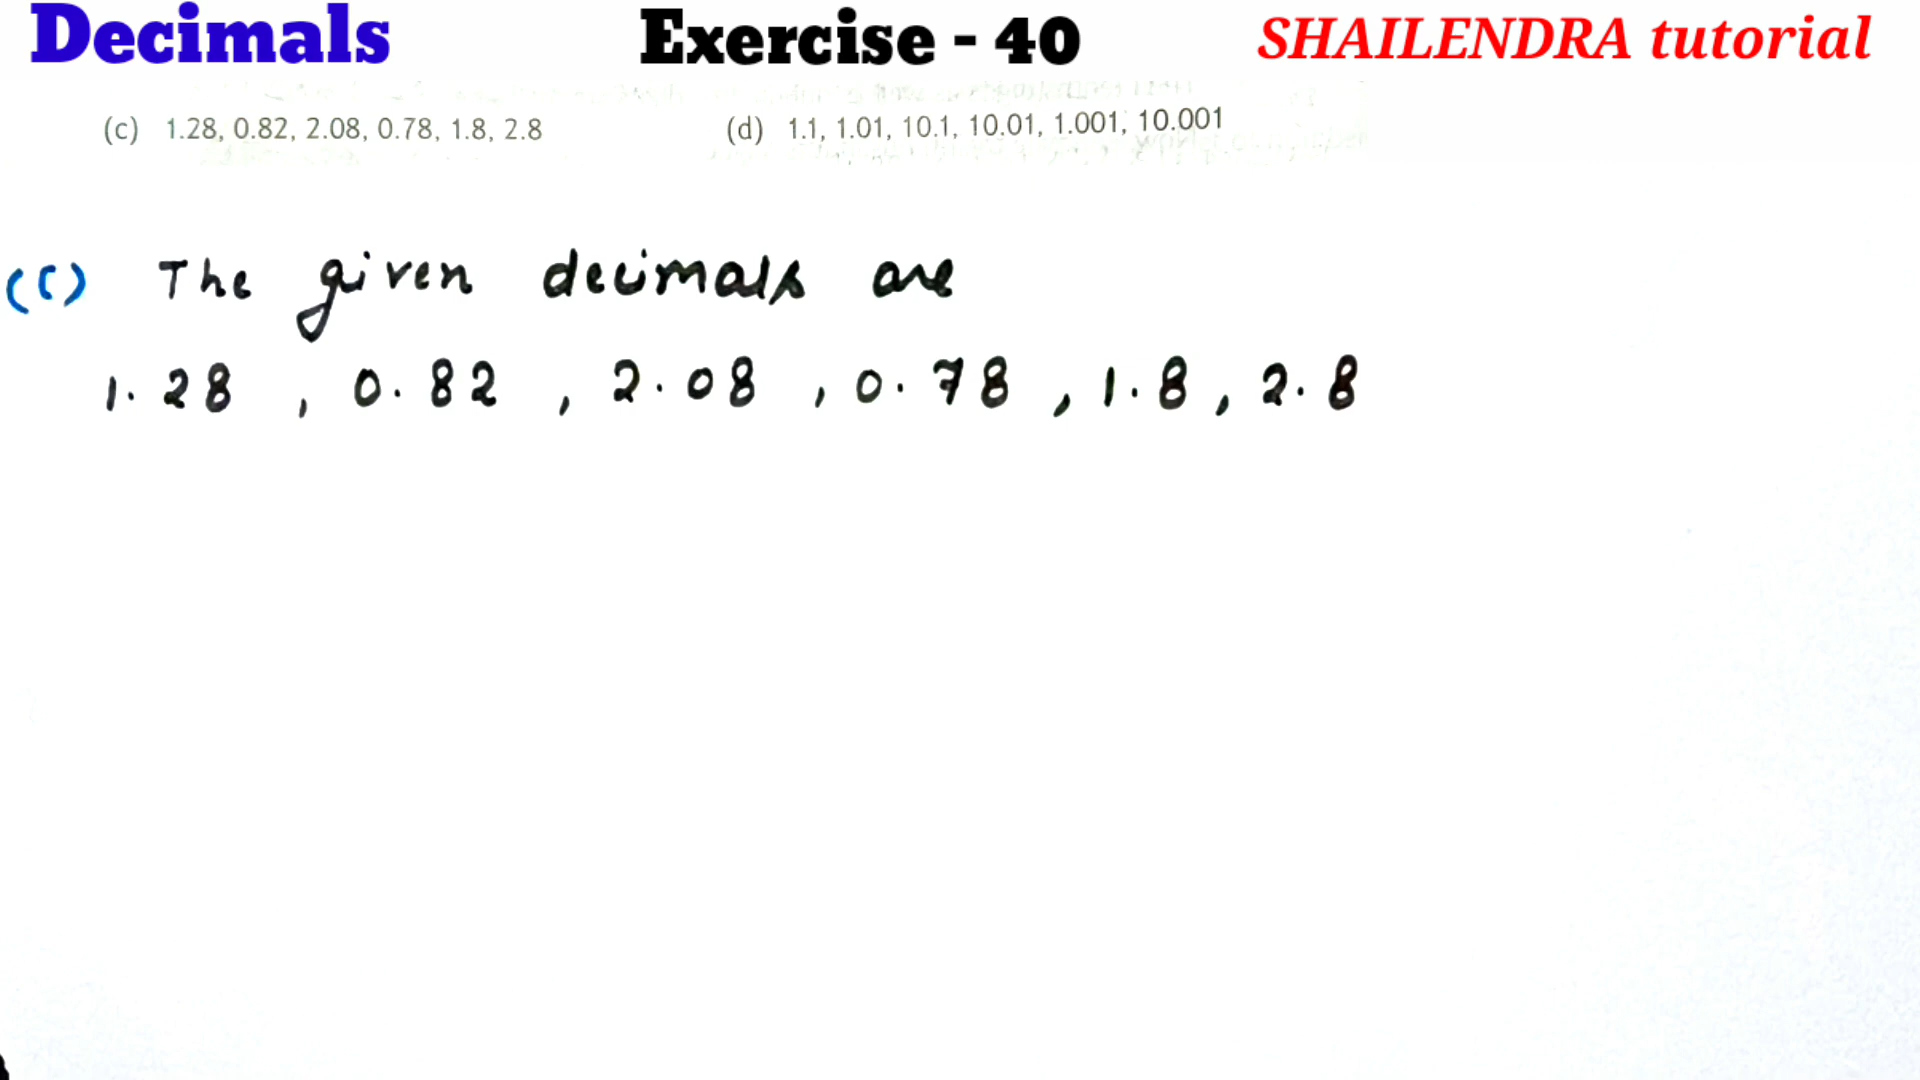 Decimals Exercise - 40 SHAILENDRA tutorial
(c) 1.28, 0.82, 2.08, 0.78, 1.8, 2.8 (d) 1.1, 1.01, 10.1, 10.01, 1.001, 10.001
(c) The given decimals are
1.28 , 0.82 , 2.08 , 0.78 , 1.8 , 2.8